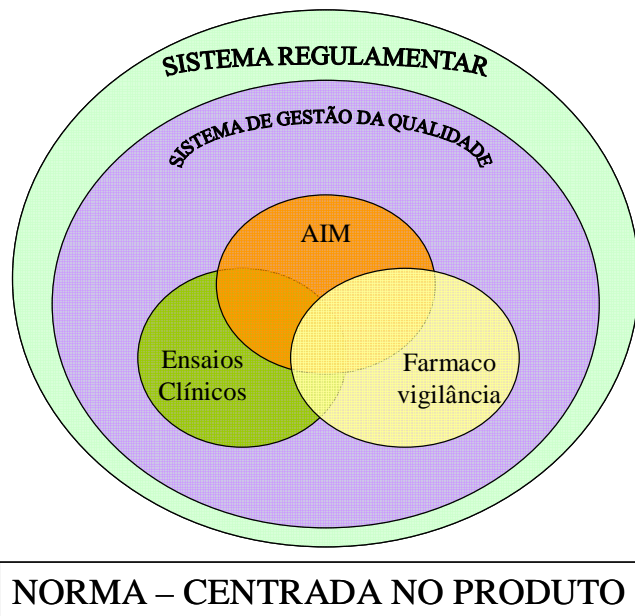 SISTEMA REGULAMENTAR
SISTEMA DE GESTÃO DA QUALIDADE
AIM
Ensaios
Clínicos
Farmaco
vigilância
NORMA – CENTRADA NO PRODUTO